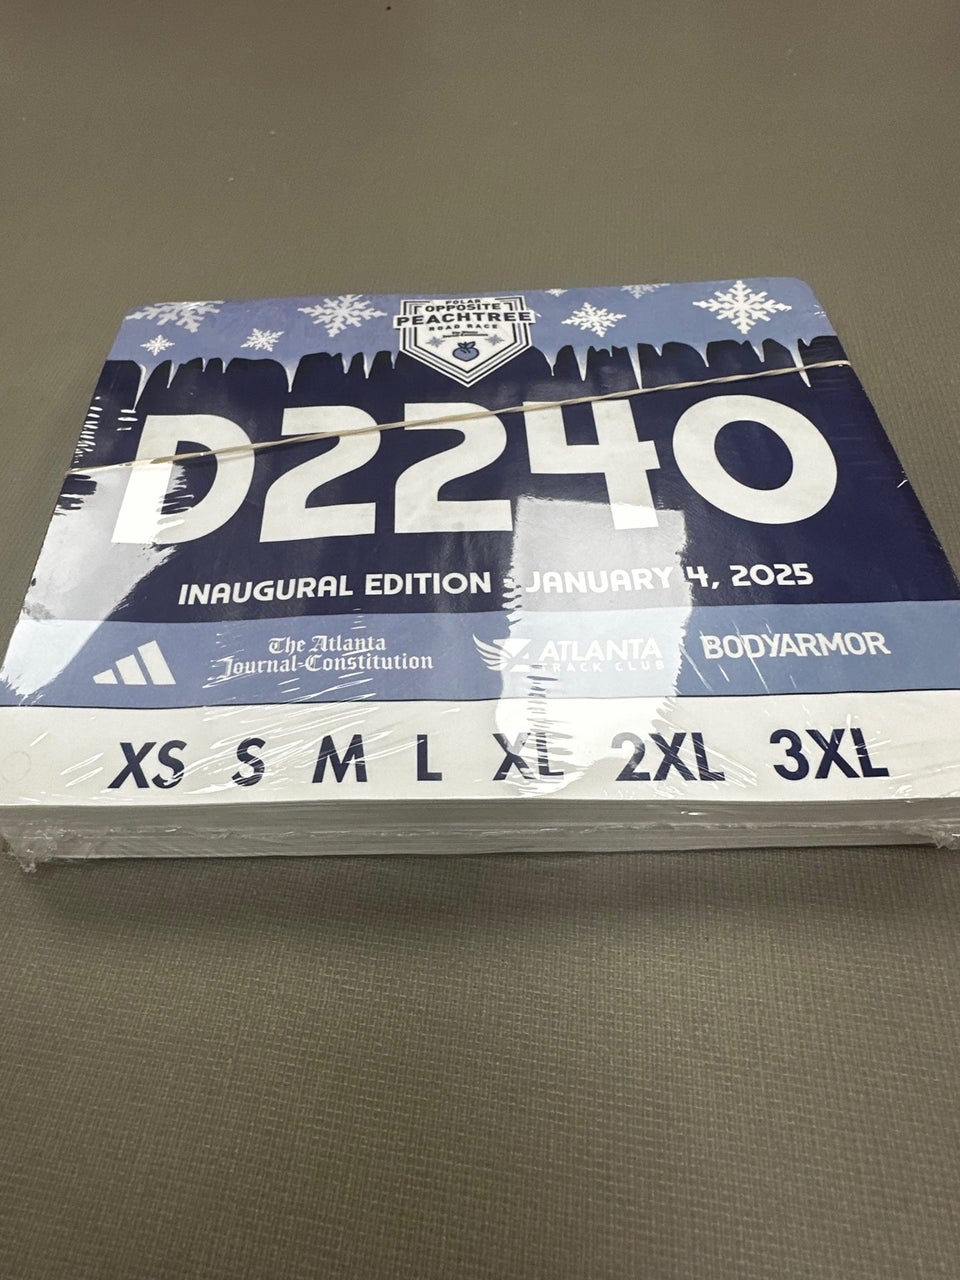 POLAR
OPPOSITE
PEACHTREE
ROAD RACE
D2240
INAUGURAL EDITION - JANUARY 4, 2025
The Atlanta
Journal-Constitution
ATLANTA
TRACK CLUB
BODYARMOR
XS S M L XL 2XL 3XL